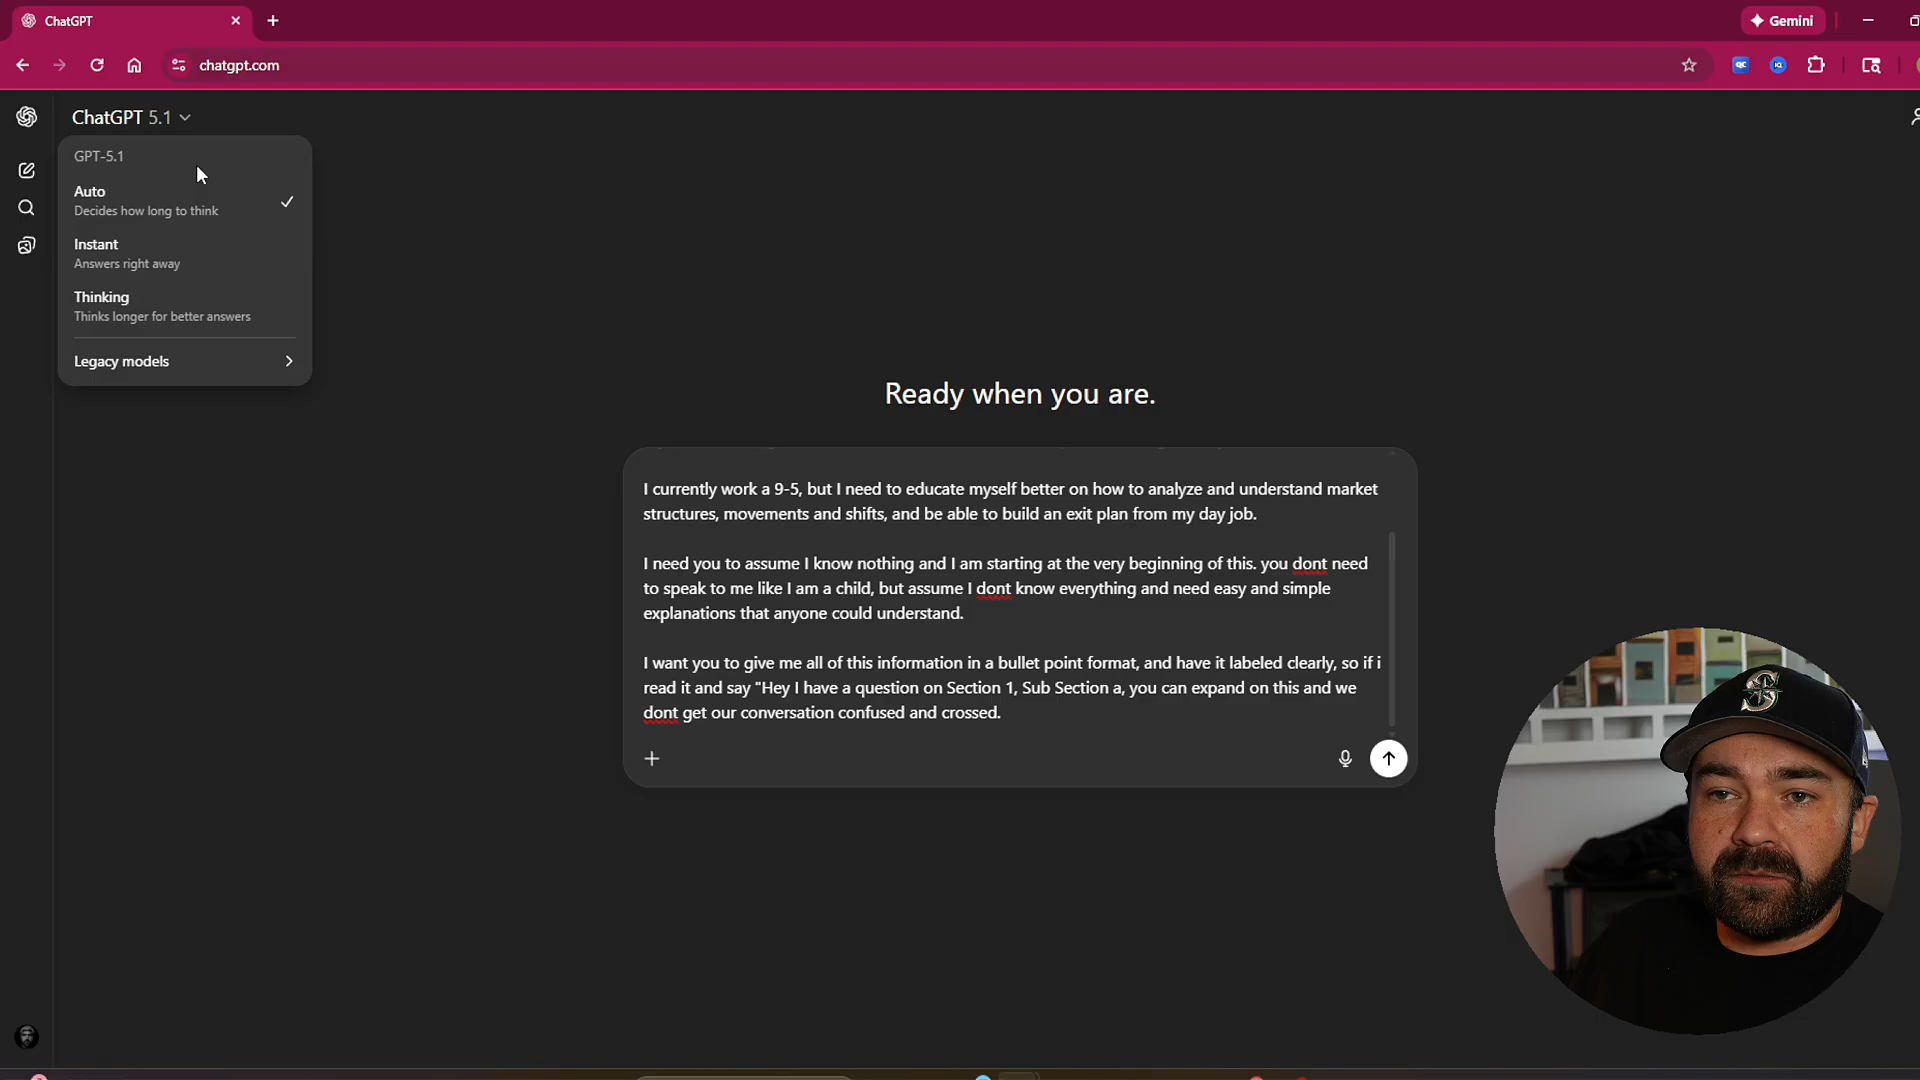 ChatGPT
Gemini
chatgpt.com
QC
ChatGPT 5.1
GPT-5.1
Auto
Decides how long to think
Instant
Answers right away
Thinking
Thinks longer for better answers
Legacy models
Ready when you are.
I currently work a 9-5, but I need to educate myself better on how to analyze and understand market
structures, movements and shifts, and be able to build an exit plan from my day job.
I need you to assume I know nothing and I am starting at the very beginning of this. you dont need
to speak to me like I am a child, but assume I dont know everything and need easy and simple
explanations that anyone could understand.
I want you to give me all of this information in a bullet point format, and have it labeled clearly, so if i
read it and say "Hey I have a question on Section 1, Sub Section a, you can expand on this and we
dont get our conversation confused and crossed.
S